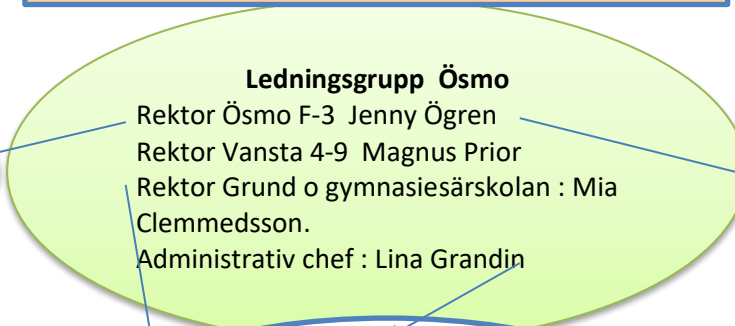 Ledningsgrupp Ösmo
Rektor Ösmo F-3 Jenny Ögren
Rektor Vansta 4-9 Magnus Prior
Rektor Grund o gymnasiesärskolan : Mia
Clemmedsson.
Administrativ chef : Lina Grandin